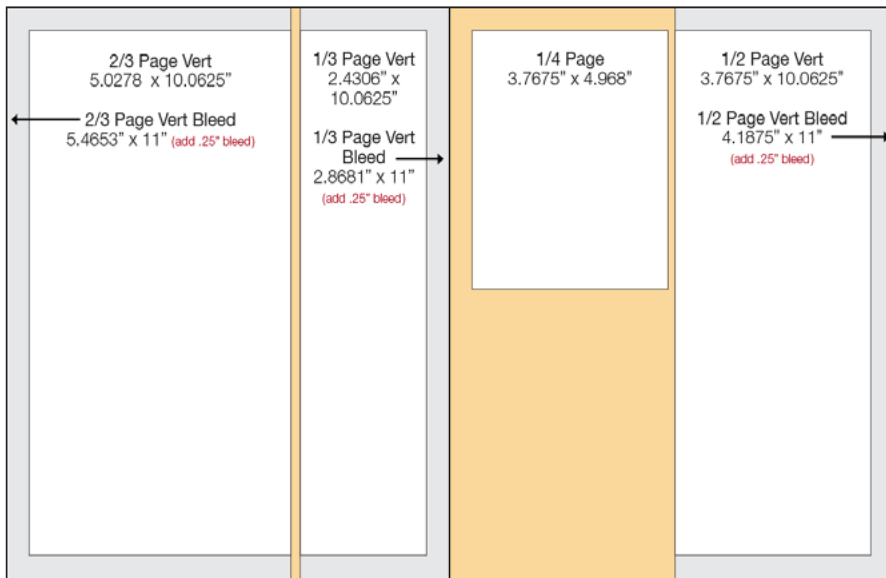 2/3 Page Vert
5.0278 x 10.0625”
2/3 Page Vert Bleed
5.4653” x 11” (add .25” bleed)
1/3 Page Vert
2.4306” x
10.0625”
1/3 Page Vert
Bleed
2.8681” x 11”
(add .25” bleed)
1/4 Page
3.7675” x 4.968”
1/2 Page Vert
3.7675” x 10.0625”
1/2 Page Vert Bleed
4.1875” x 11”
(add .25” bleed)